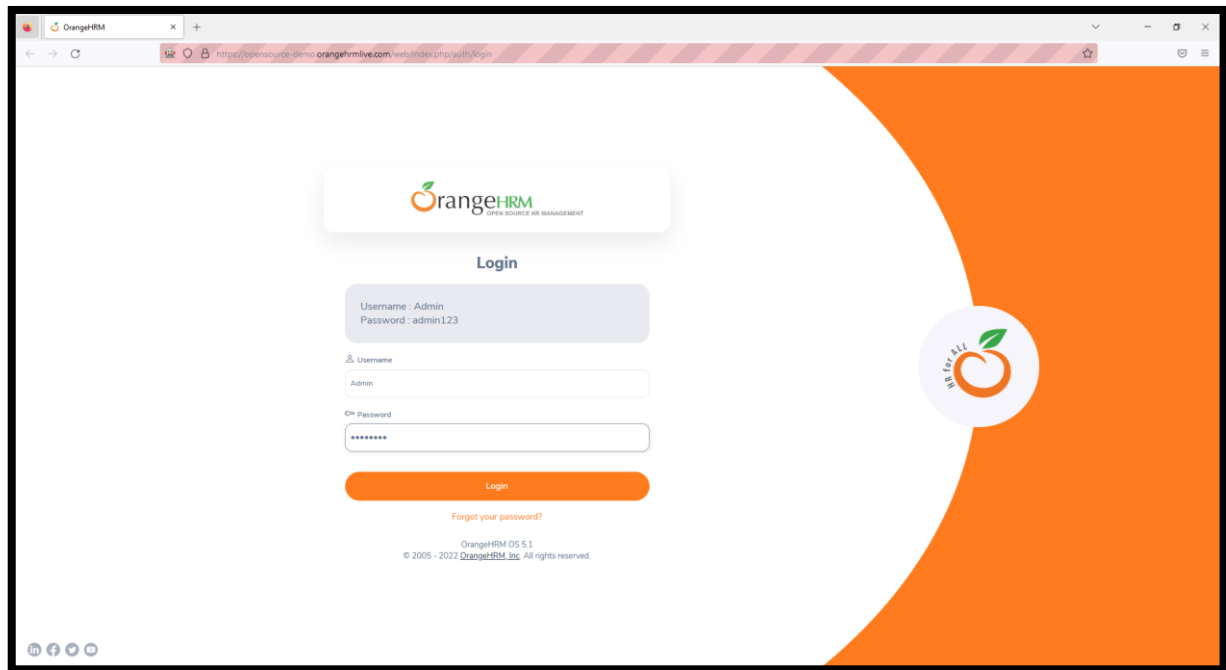 OrangeHRM
https://opensource-demo.orangehrmlive.com/web/index.php/auth/login
OrangeHRM
OPEN SOURCE HR MANAGEMENT
Login
Username : Admin
Password : admin123
Username
Admin
Password
••••••••
Login
Forgot your password?
OrangeHRM OS 5.1
© 2005 - 2022 OrangeHRM, Inc. All rights reserved.
HR for ALL